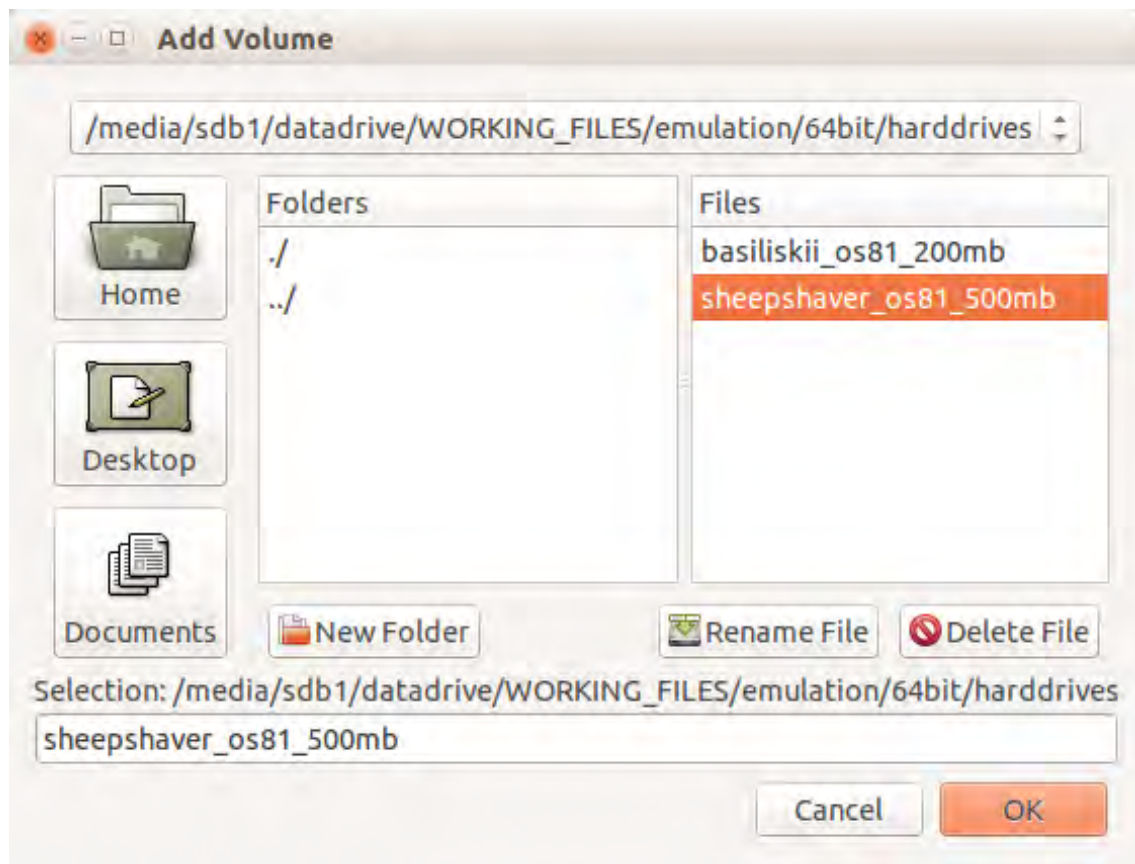 Add Volume
/media/sdb1/datadrive/WORKING_FILES/emulation/64bit/harddrives
Home
Desktop
Documents
Folders
./
../
Files
basiliskii_os81_200mb
sheepshaver_os81_500mb
New Folder
Rename File
Delete File
Selection: /media/sdb1/datadrive/WORKING_FILES/emulation/64bit/harddrives
sheepshaver_os81_500mb
Cancel
OK